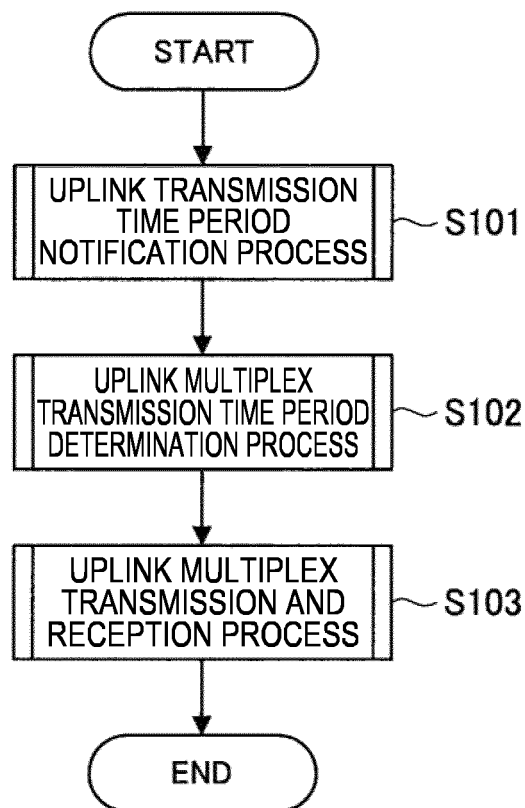 START
UPLINK TRANSMISSION
TIME PERIOD
NOTIFICATION PROCESS
S101
UPLINK MULTIPLEX
TRANSMISSION TIME PERIOD
DETERMINATION PROCESS
S102
UPLINK MULTIPLEX
TRANSMISSION AND
RECEPTION PROCESS
S103
END